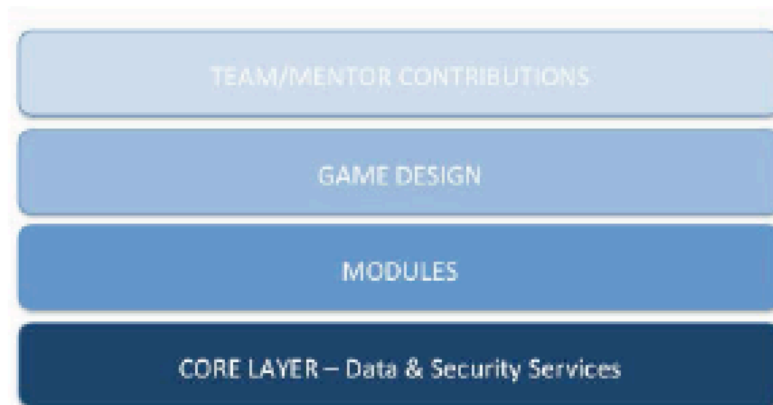 TEAM/MENTOR CONTRIBUTIONS
GAME DESIGN
MODULES
CORE LAYER – Data & Security Services